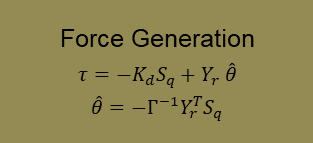 Force Generation
τ = −K_d S_q + Y_r θ̂
θ̂ = −Γ⁻¹ Y_r^T S_q